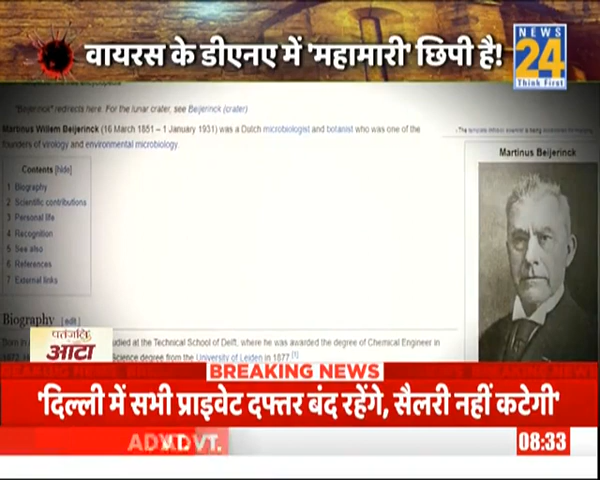 वायरस के डीएनए में 'महामारी' छिपी है!
NEWS
24
Think First
"Beijerinck" redirects here. For the lunar crater, see Beijerinck (crater)
Martinus Willem Beijerinck (16 March 1851 – 1 January 1931) was a Dutch microbiologist and botanist who was one of the
founders of virology and environmental microbiology.
Martinus Beijerinck
Contents [hide]
1 Biography
2 Scientific contributions
3 Personal life
4 Recognition
5 See also
6 References
7 External links
Biography [edit]
Born in
udied at the Technical School of Delft, where he was awarded the degree of Chemical Engineer in
1872.
Science degree from the University of Leiden in 1877.[1]
पतंजलि
आटा
BREAKING NEWS
'दिल्ली में सभी प्राइवेट दफ्तर बंद रहेंगे, सैलरी नहीं कटेगी'
ADVT.
08:33